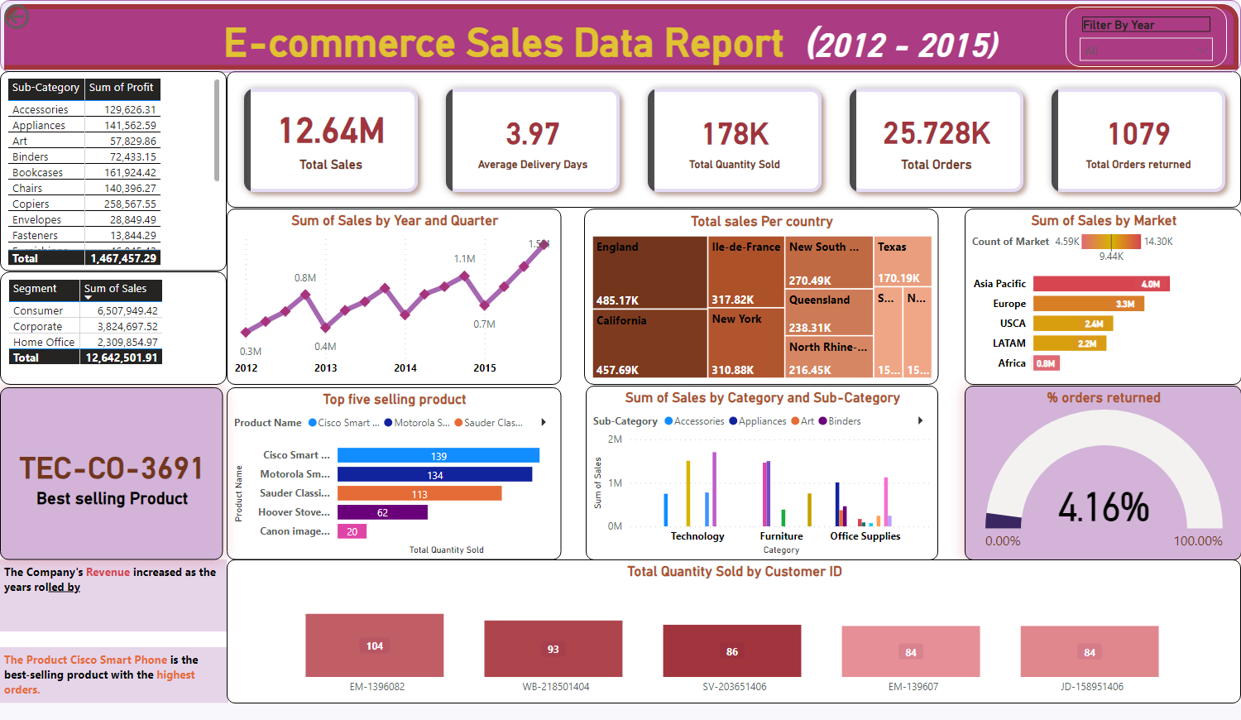 E-commerce Sales Data Report (2012 - 2015)
Filter By Year
All
Sub-Category Sum of Profit
Accessories 129,626.31
Appliances 141,562.59
Art 57,829.86
Binders 72,433.15
Bookcases 161,924.42
Chairs 140,396.27
Copiers 258,567.55
Envelopes 28,849.49
Fasteners 13,844.29
Total 1,467,457.29
12.64M
Total Sales
3.97
Average Delivery Days
178K
Total Quantity Sold
25.728K
Total Orders
1079
Total Orders returned
Segment Sum of Sales
Consumer 6,507,949.42
Corporate 3,824,697.52
Home Office 2,309,854.97
Total 12,642,501.91
Sum of Sales by Year and Quarter
1.1M
0.8M
0.7M
0.4M
0.3M
2012 2013 2014 2015
Total sales Per country
England
485.17K
California
457.69K
Ile-de-France
317.82K
New York
310.88K
New South ...
270.49K
Queensland
238.31K
North Rhine-...
216.45K
Texas
170.19K
S...
15...
N...
15...
Sum of Sales by Market
Count of Market 4.59K 14.30K
9.44K
Asia Pacific 4.0M
Europe 3.3M
USCA 2.4M
LATAM 2.2M
Africa 0.8M
TEC-CO-3691
Best selling Product
Top five selling product
Product Name Cisco Smart ... Motorola S... Sauder Clas...
Product Name
Cisco Smart ... 139
Motorola Sm... 134
Sauder Classi... 113
Hoover Stove... 62
Canon image... 20
Total Quantity Sold
Sum of Sales by Category and Sub-Category
Sub-Category Accessories Appliances Art Binders
Sum of Sales
2M
1M
0M
Technology Furniture Office Supplies
Category
% orders returned
4.16%
0.00% 100.00%
The Company's Revenue increased as the
years rolled by
The Product Cisco Smart Phone is the
best-selling product with the highest
orders.
Total Quantity Sold by Customer ID
104 93 86 84 84
EM-1396082 WB-218501404 SV-203651406 EM-139607 JD-158951406